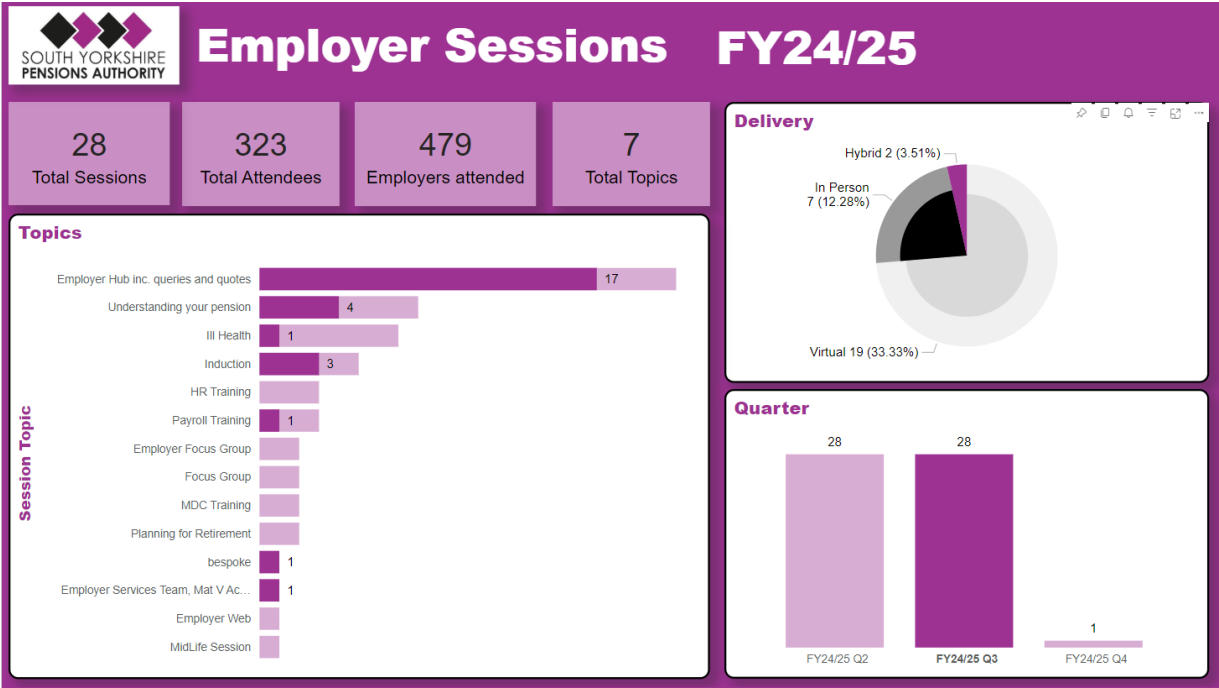 SOUTH YORKSHIRE
PENSIONS AUTHORITY
Employer Sessions FY24/25
28
Total Sessions
323
Total Attendees
479
Employers attended
7
Total Topics
Topics
Session Topic
Employer Hub inc. queries and quotes 17
Understanding your pension 4
Ill Health 1
Induction 3
HR Training
Payroll Training 1
Employer Focus Group
Focus Group
MDC Training
Planning for Retirement
bespoke 1
Employer Services Team, Mat V Ac... 1
Employer Web
MidLife Session
Delivery
Hybrid 2 (3.51%)
In Person
7 (12.28%)
Virtual 19 (33.33%)
Quarter
28 28 1
FY24/25 Q2 FY24/25 Q3 FY24/25 Q4